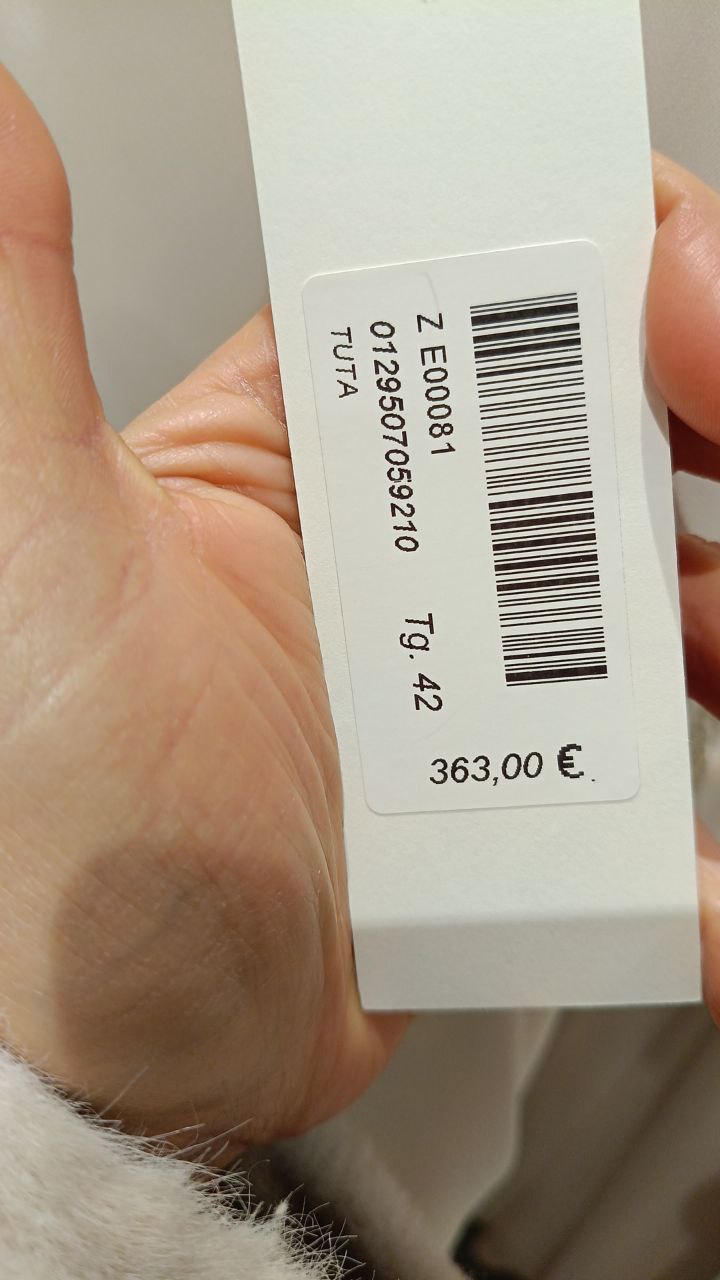 Z E00081
0129507059210 Tg. 42
TUTA
363,00 €